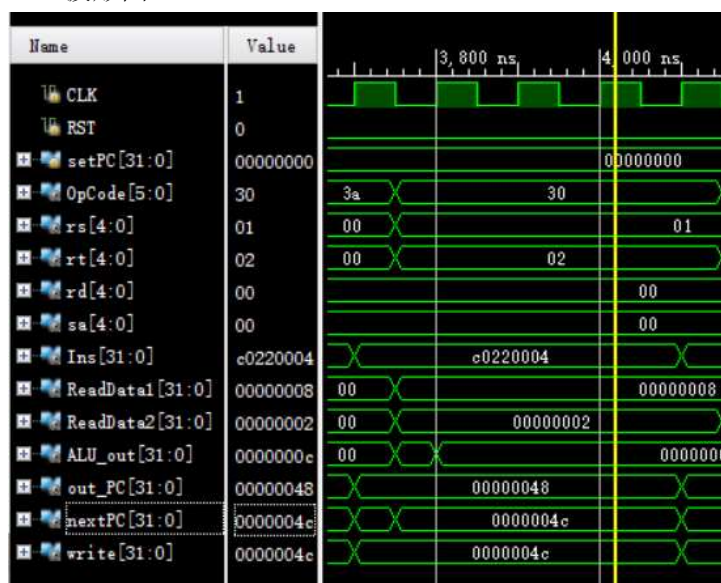 Name Value
3,800 ns 4,000 ns
CLK 1
RST 0
setPC[31:0] 00000000 00000000
OpCode[5:0] 30 3a 30
rs[4:0] 01 00 01
rt[4:0] 02 00 02
rd[4:0] 00 00
sa[4:0] 00 00
Ins[31:0] c0220004 c0220004
ReadData1[31:0] 00000008 00 00000008
ReadData2[31:0] 00000002 00 00000002
ALU_out[31:0] 0000000c 00
out_PC[31:0] 00000048 00000048
nextPC[31:0] 0000004c 0000004c
write[31:0] 0000004c 0000004c